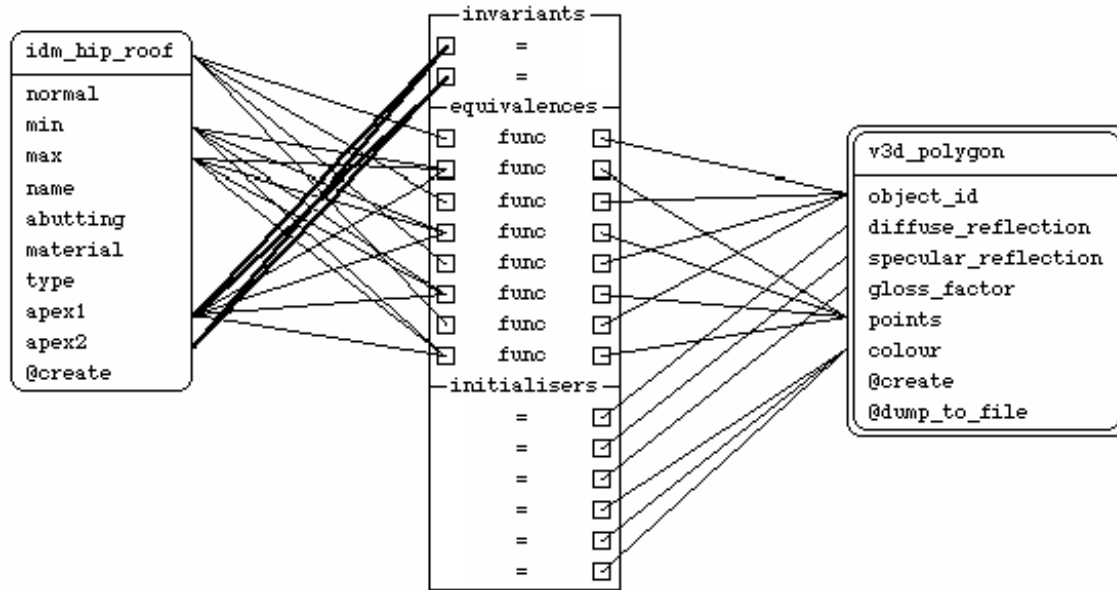 idm_hip_roof
normal
min
max
name
abutting
material
type
apex1
apex2
@create
invariants
=
=
equivalences
func
func
func
func
func
func
func
func
initialisers
=
=
=
=
=
=
v3d_polygon
object_id
diffuse_reflection
specular_reflection
gloss_factor
points
colour
@create
@dump_to_file